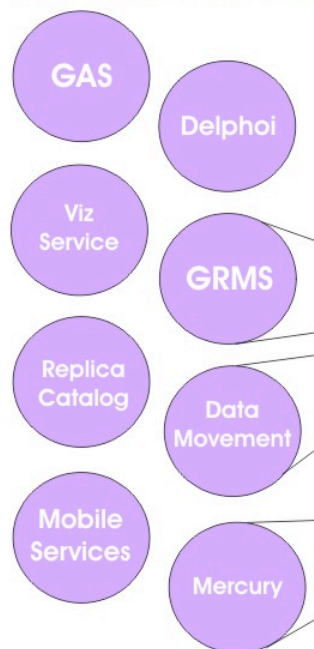 GAS
Delphoi
Viz
Service
GRMS
Replica
Catalog
Data
Movement
Mobile
Services
Mercury